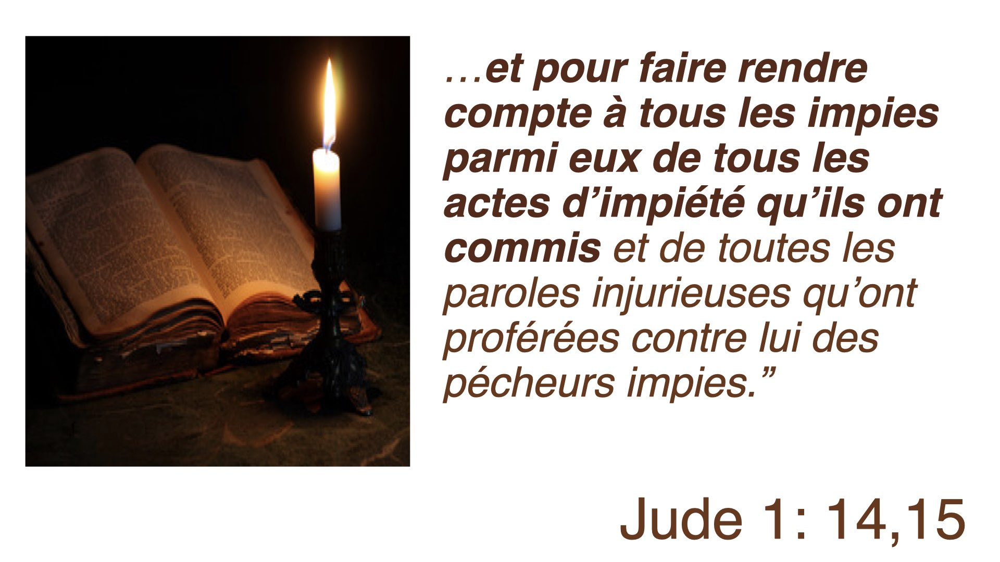 …et pour faire rendre
compte à tous les impies
parmi eux de tous les
actes d’impiété qu’ils ont
commis et de toutes les
paroles injurieuses qu’ont
proférées contre lui des
pécheurs impies.”
Jude 1: 14,15